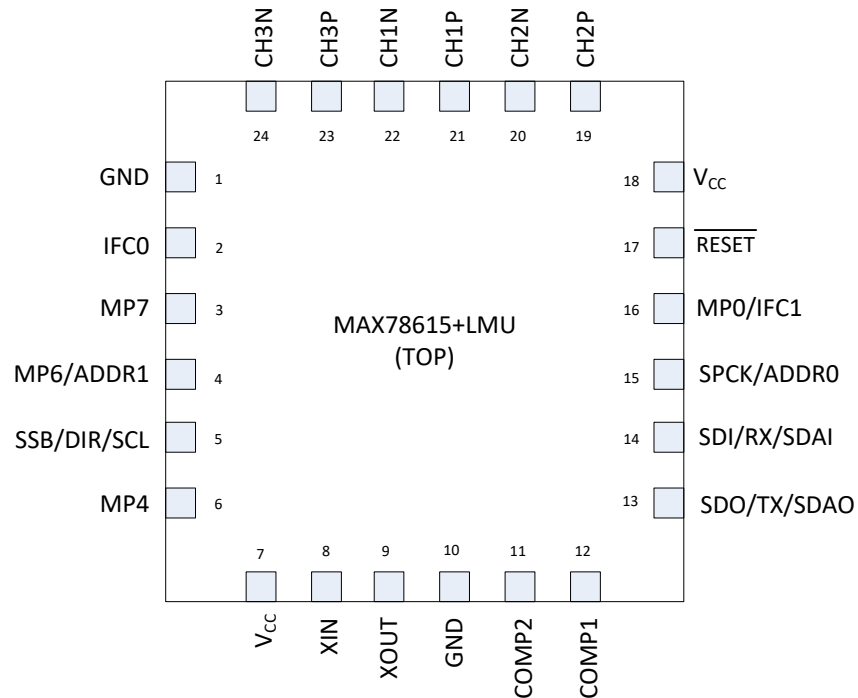 CH3N
CH3P
CH1N
CH1P
CH2N
CH2P
24
23
22
21
20
19
GND 1
18 VCC
IFC0 2
17 RESET
MP7 3
16 MP0/IFC1
MAX78615+LMU
(TOP)
MP6/ADDR1 4
15 SPCK/ADDR0
SSB/DIR/SCL 5
14 SDI/RX/SDAI
MP4 6
13 SDO/TX/SDAO
7
8
9
10
11
12
VCC
XIN
XOUT
GND
COMP2
COMP1